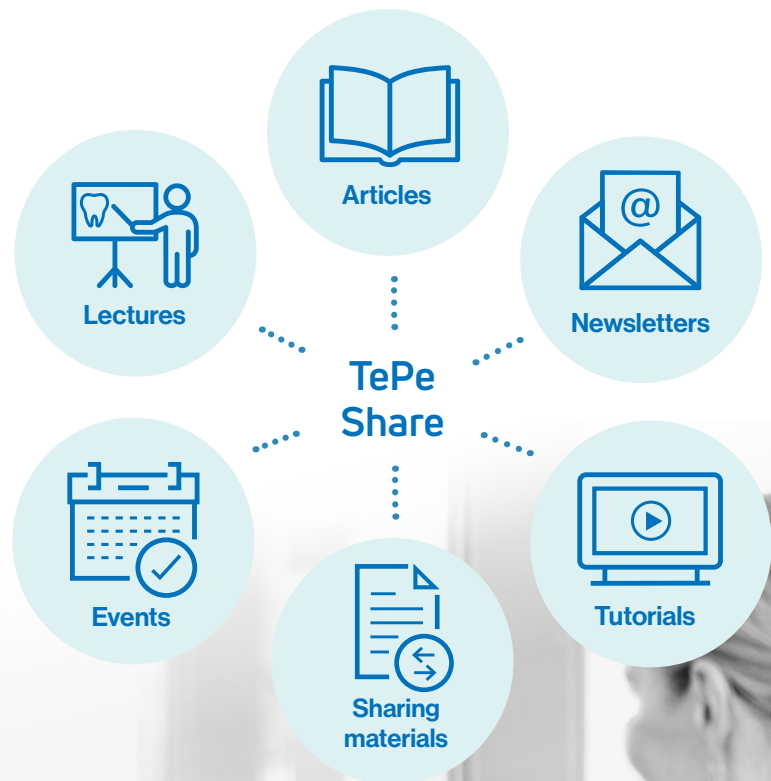 Articles
Lectures
@
Newsletters
TePe
Share
Events
Tutorials
Sharing
materials